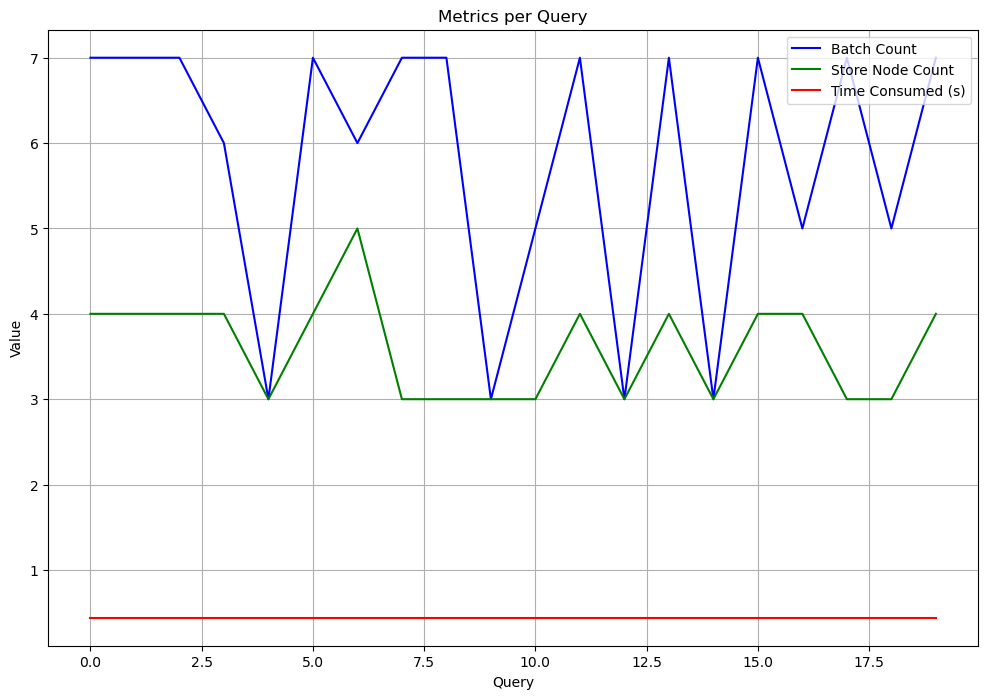 Metrics per Query
Batch Count
Store Node Count
Time Consumed (s)
Value
7
6
5
4
3
2
1
0.0 2.5 5.0 7.5 10.0 12.5 15.0 17.5
Query